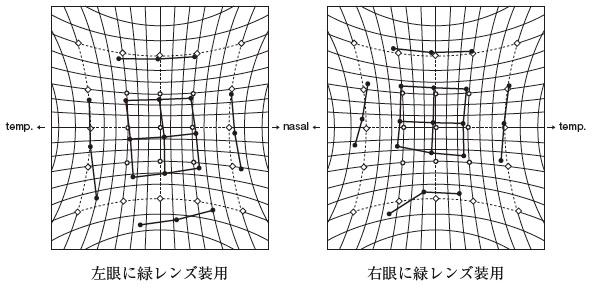 temp. ← → nasal ← → temp.
左眼に緑レンズ装用
右眼に緑レンズ装用